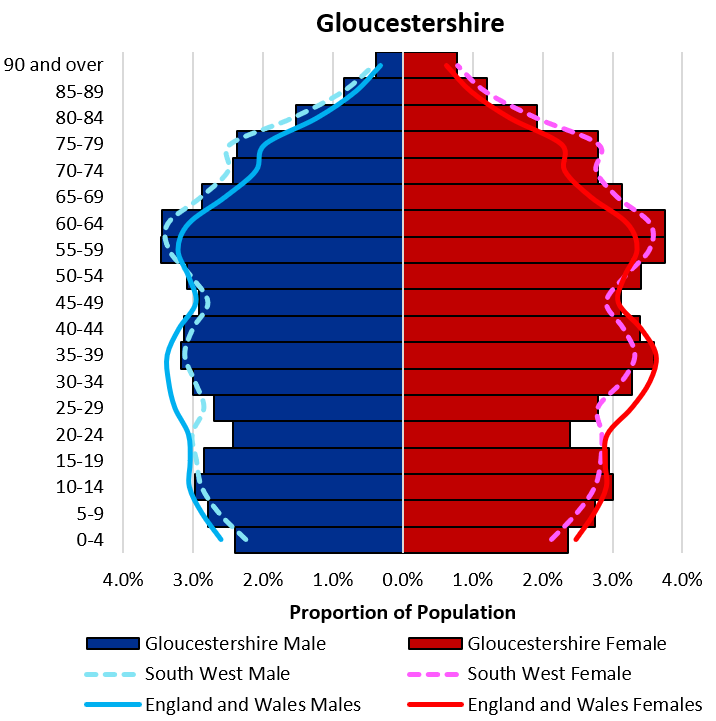 Gloucestershire
90 and over
85-89
80-84
75-79
70-74
65-69
60-64
55-59
50-54
45-49
40-44
35-39
30-34
25-29
20-24
15-19
10-14
5-9
0-4
4.0% 3.0% 2.0% 1.0% 0.0% 1.0% 2.0% 3.0% 4.0%
Proportion of Population
Gloucestershire Male Gloucestershire Female
South West Male South West Female
England and Wales Males England and Wales Females